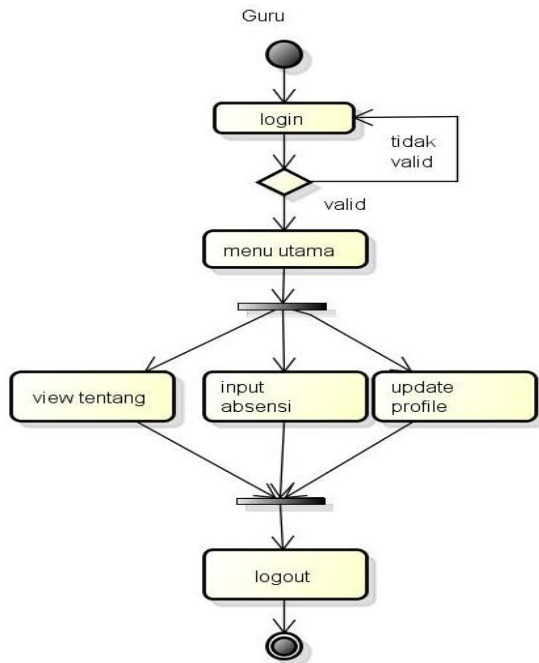 Guru
login
tidak
valid
valid
menu utama
view tentang
input
absensi
update
profile
logout